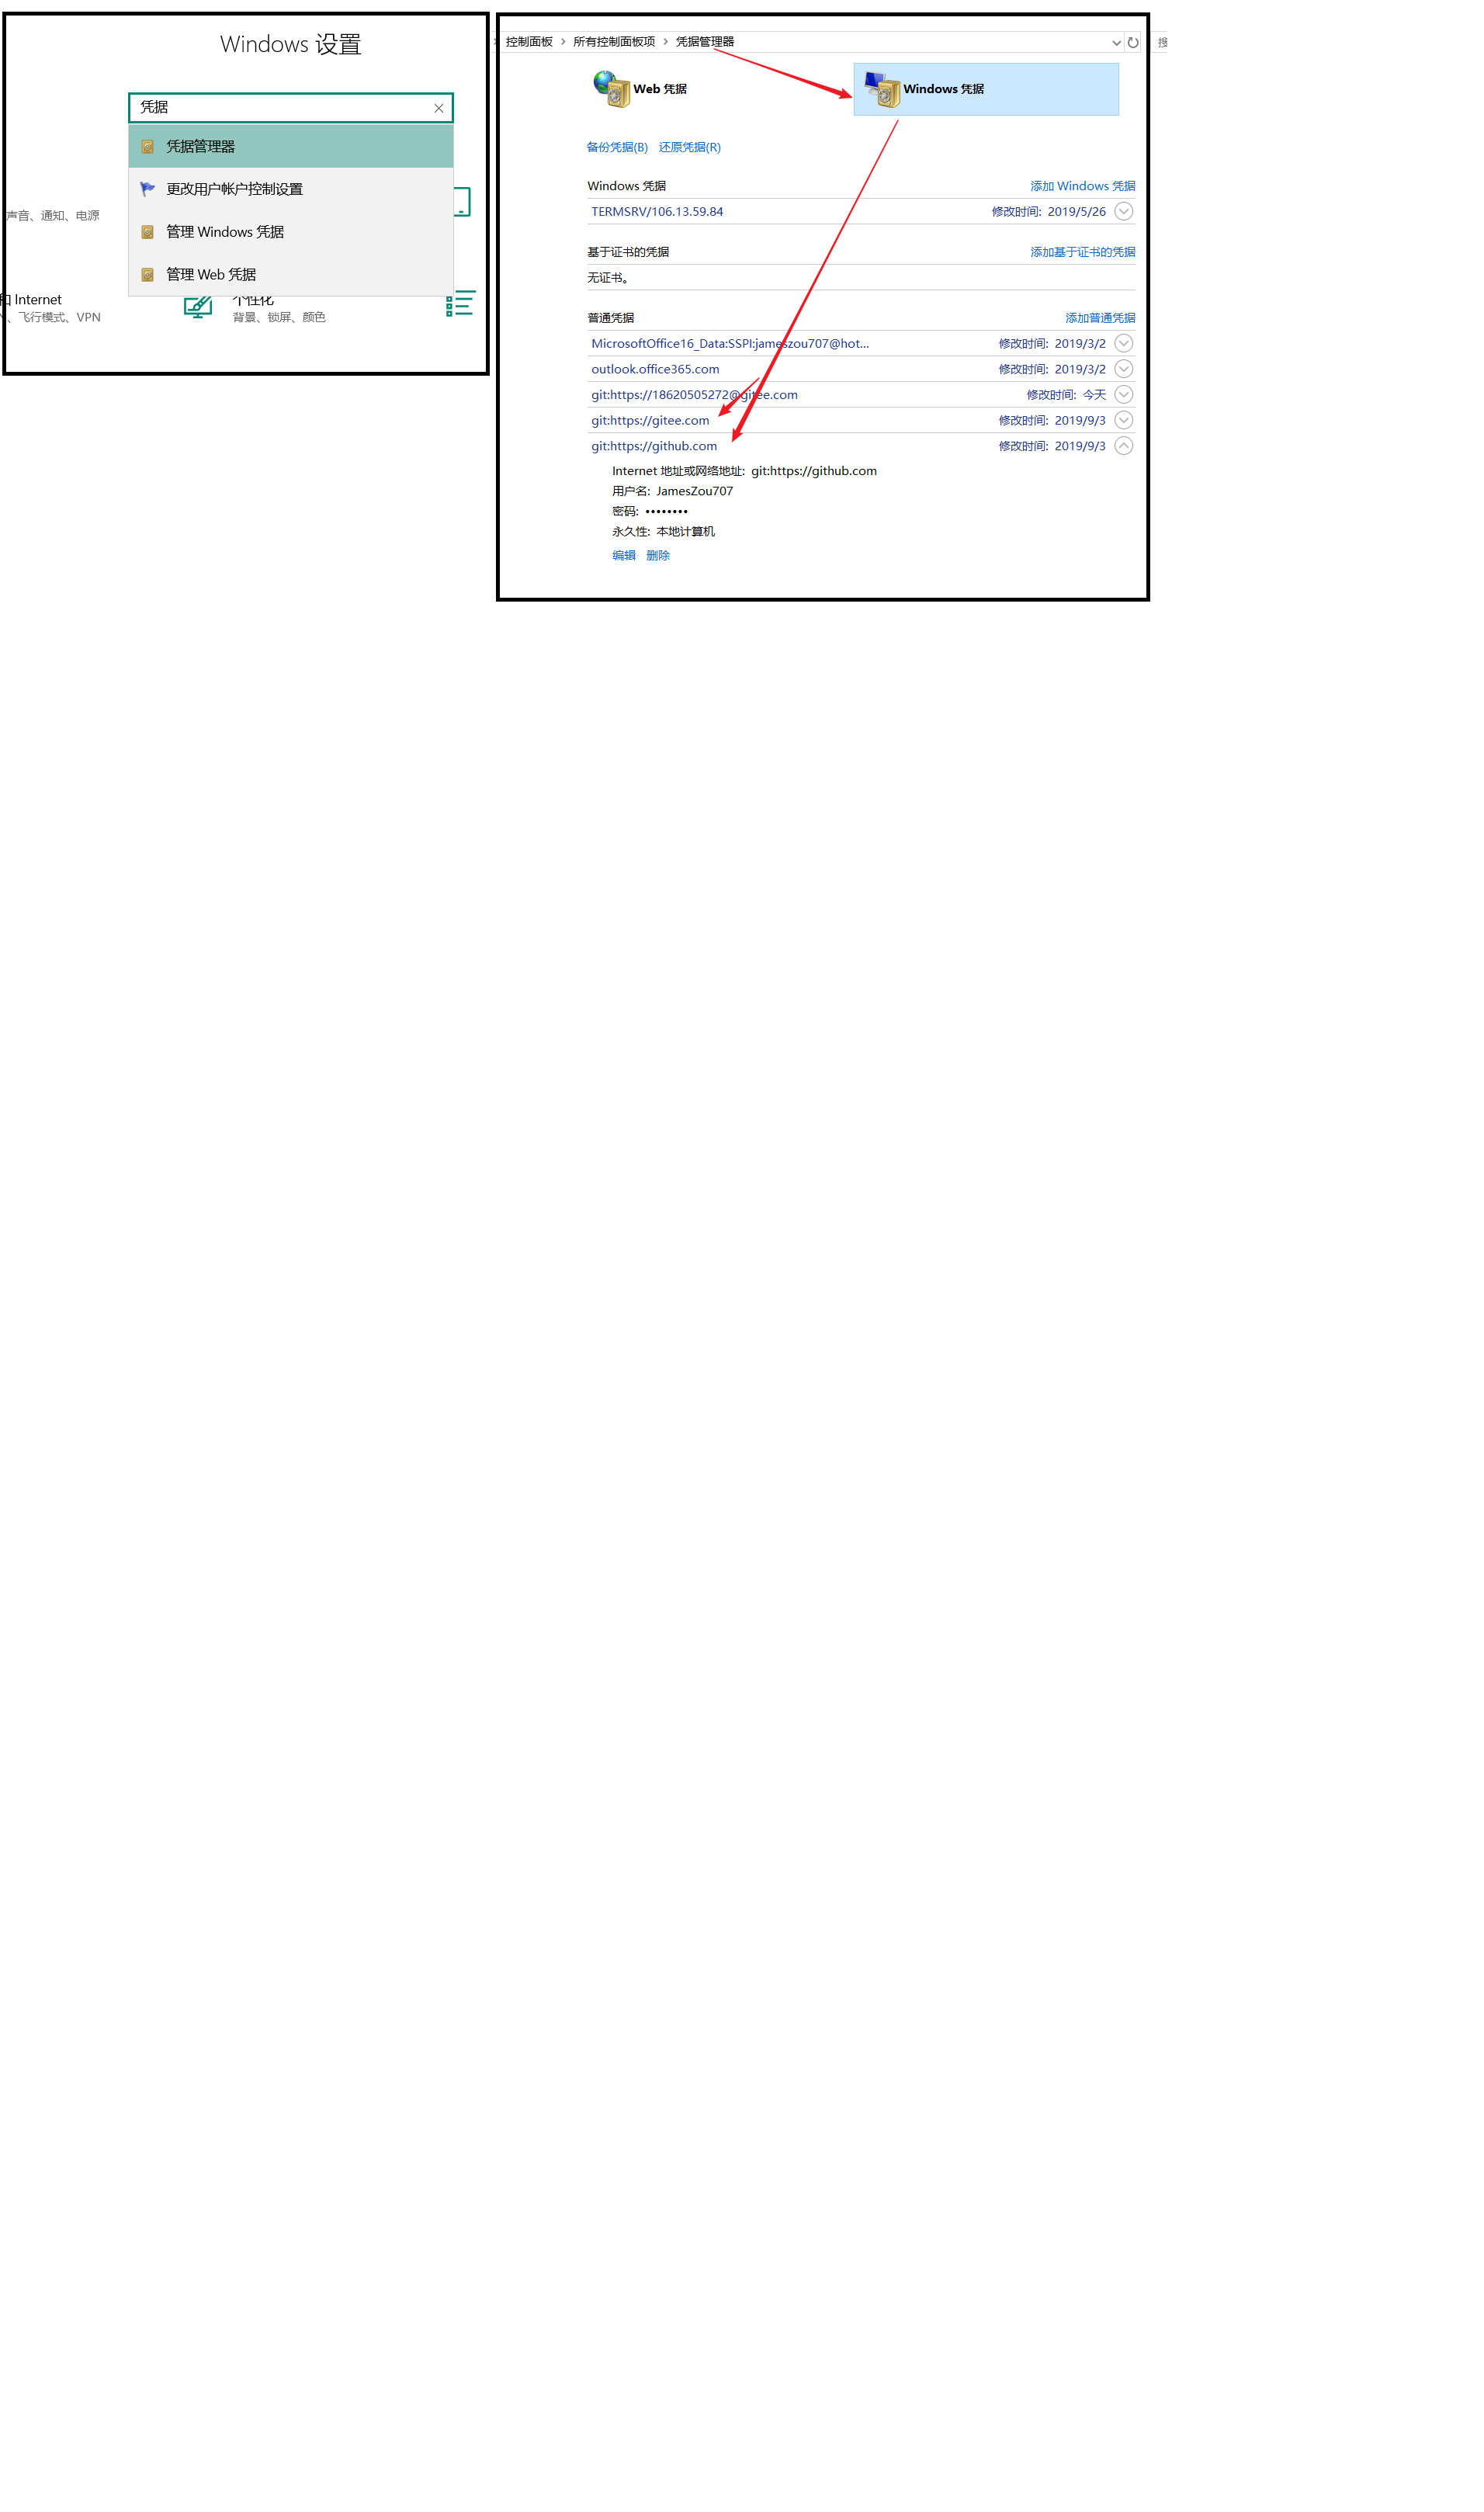 Windows 设置
凭据
凭据管理器
更改用户帐户控制设置
管理 Windows 凭据
管理 Web 凭据
声音、通知、电源
和 Internet
、飞行模式、VPN
个性化
背景、锁屏、颜色
控制面板 > 所有控制面板项 > 凭据管理器
搜
Web 凭据
Windows 凭据
备份凭据(B) 还原凭据(R)
Windows 凭据 添加 Windows 凭据
TERMSRV/106.13.59.84 修改时间: 2019/5/26
基于证书的凭据 添加基于证书的凭据
无证书。
普通凭据 添加普通凭据
MicrosoftOffice16_Data:SSPI:jameszou707@hot... 修改时间: 2019/3/2
outlook.office365.com 修改时间: 2019/3/2
git:https://18620505272@gitee.com 修改时间: 今天
git:https://gitee.com 修改时间: 2019/9/3
git:https://github.com 修改时间: 2019/9/3
Internet 地址或网络地址: git:https://github.com
用户名: JamesZou707
密码: ••••••••
永久性: 本地计算机
编辑 删除